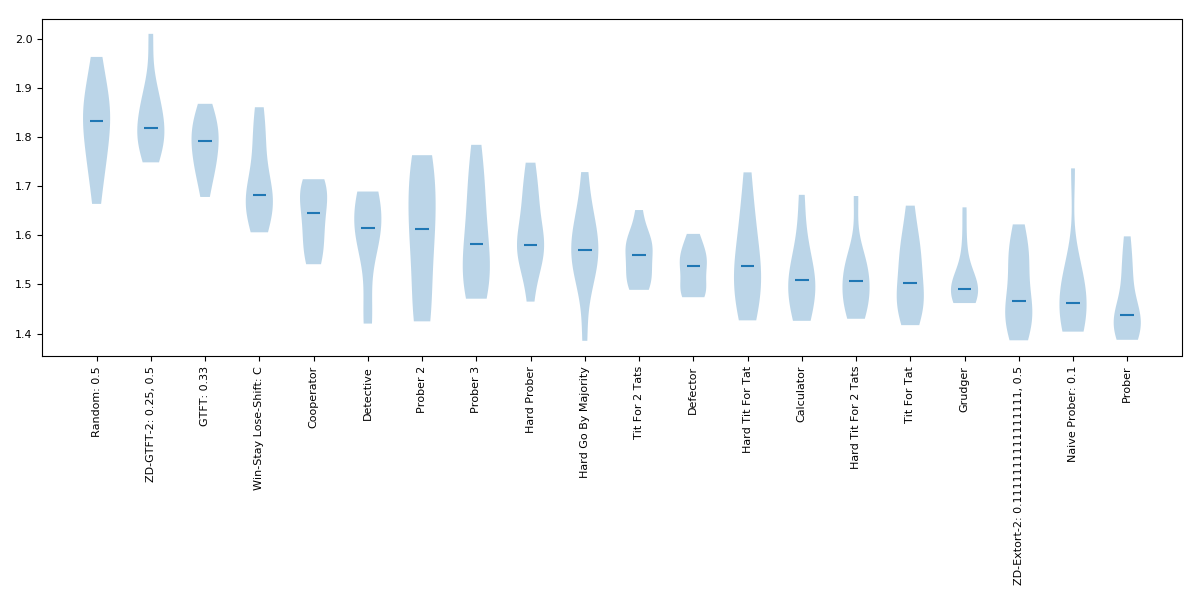 2.0
1.9
1.8
1.7
1.6
1.5
1.4
Random: 0.5
ZD-GTFT-2: 0.25, 0.5
GTFT: 0.33
Win-Stay Lose-Shift: C
Cooperator
Detective
Prober 2
Prober 3
Hard Prober
Hard Go By Majority
Tit For 2 Tats
Defector
Hard Tit For Tat
Calculator
Hard Tit For 2 Tats
Tit For Tat
Grudger
ZD-Extort-2: 0.1111111111111111, 0.5
Naive Prober: 0.1
Prober